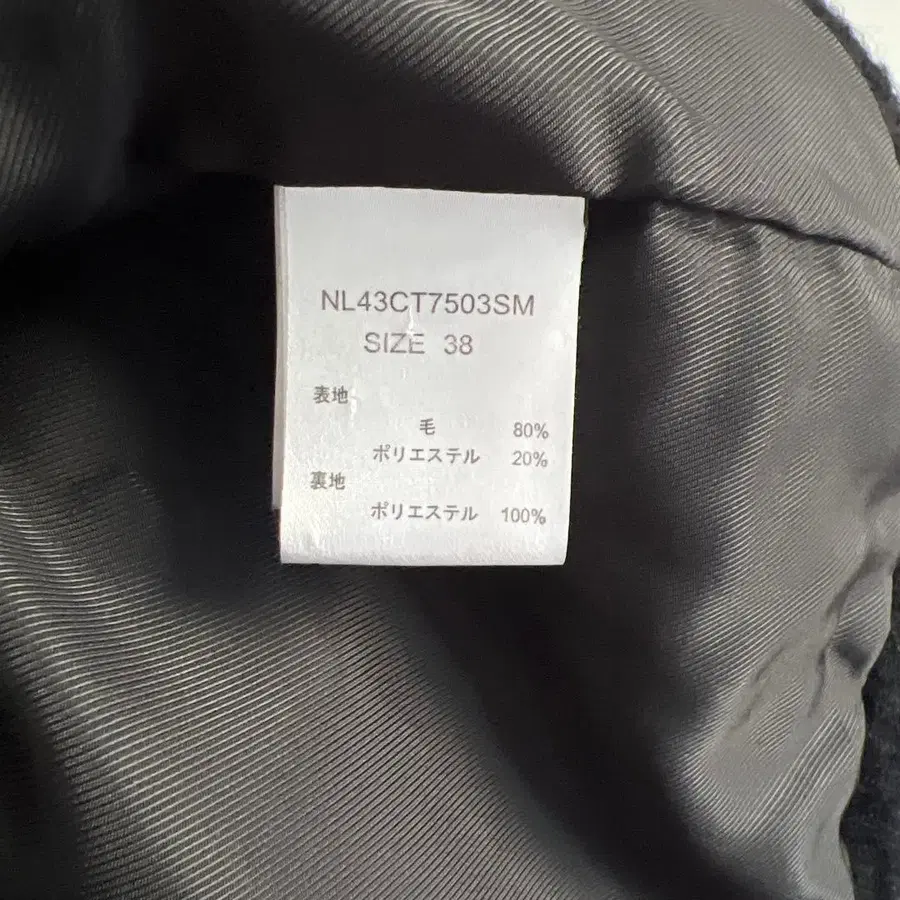 NL43CT7503SM
SIZE 38
表地
毛 80%
ポリエステル 20%
裏地
ポリエステル 100%